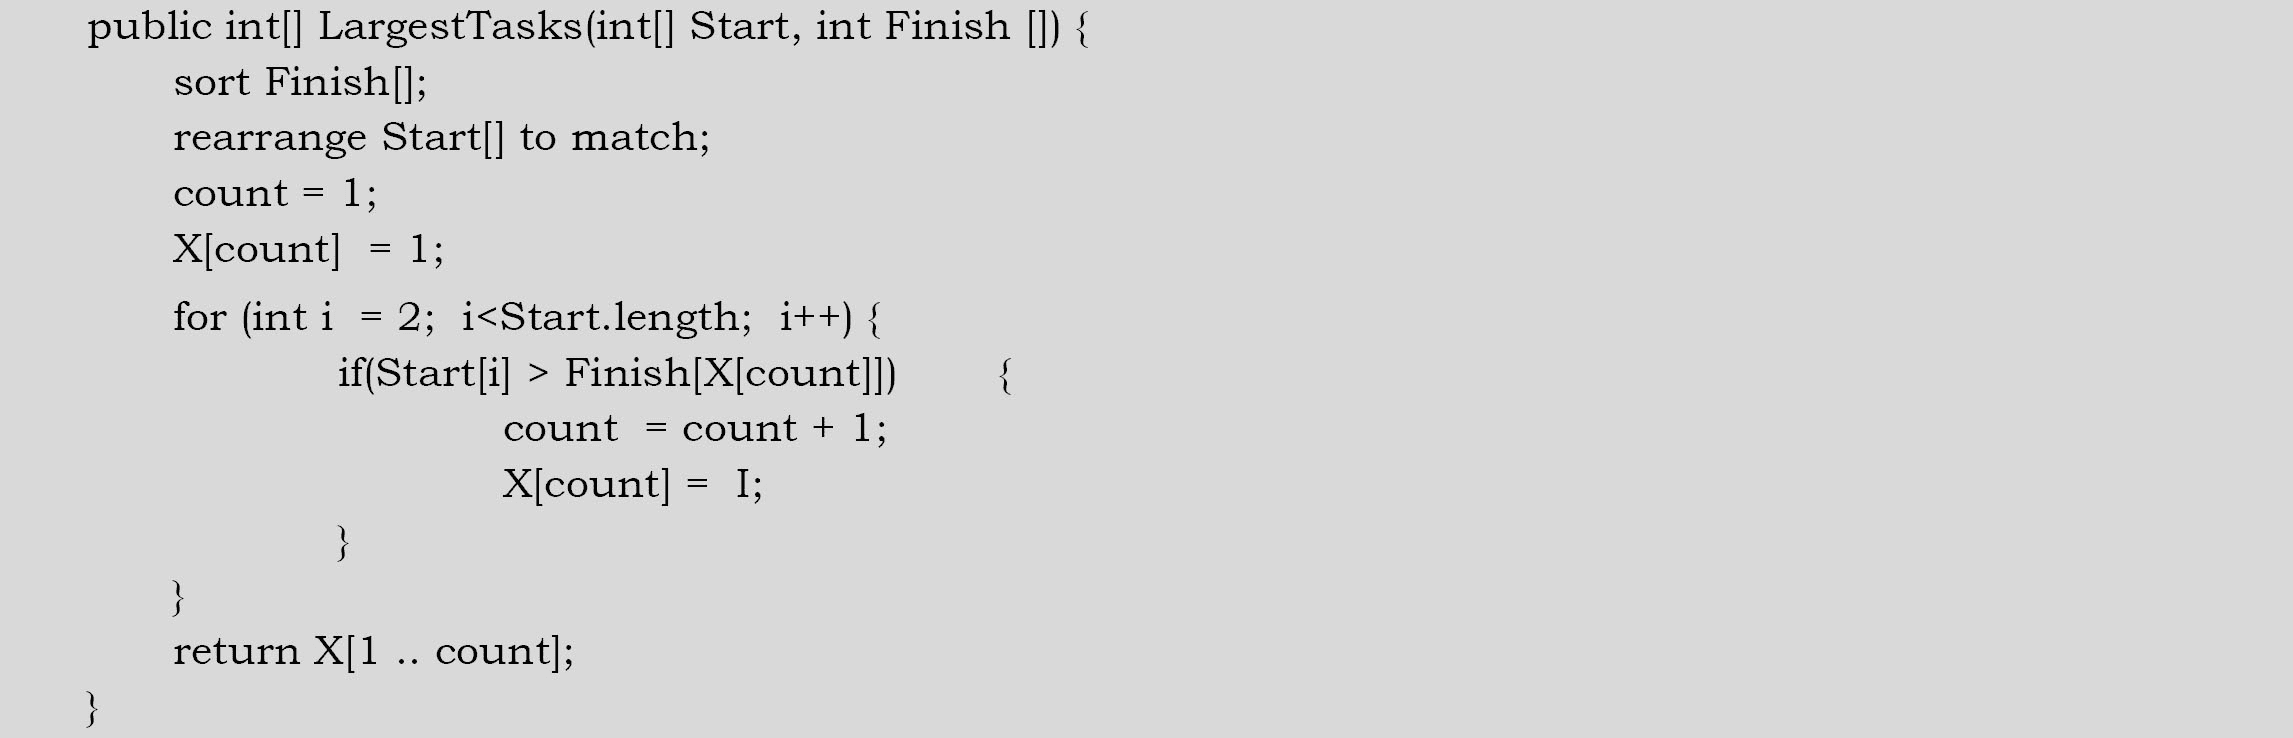 public int[] LargestTasks(int[] Start, int Finish []) {
sort Finish[];
rearrange Start[] to match;
count = 1;
X[count] = 1;
for (int i = 2; i<Start.length; i++) {
if(Start[i] > Finish[X[count]]) {
count = count + 1;
X[count] = I;
}
}
return X[1 .. count];
}